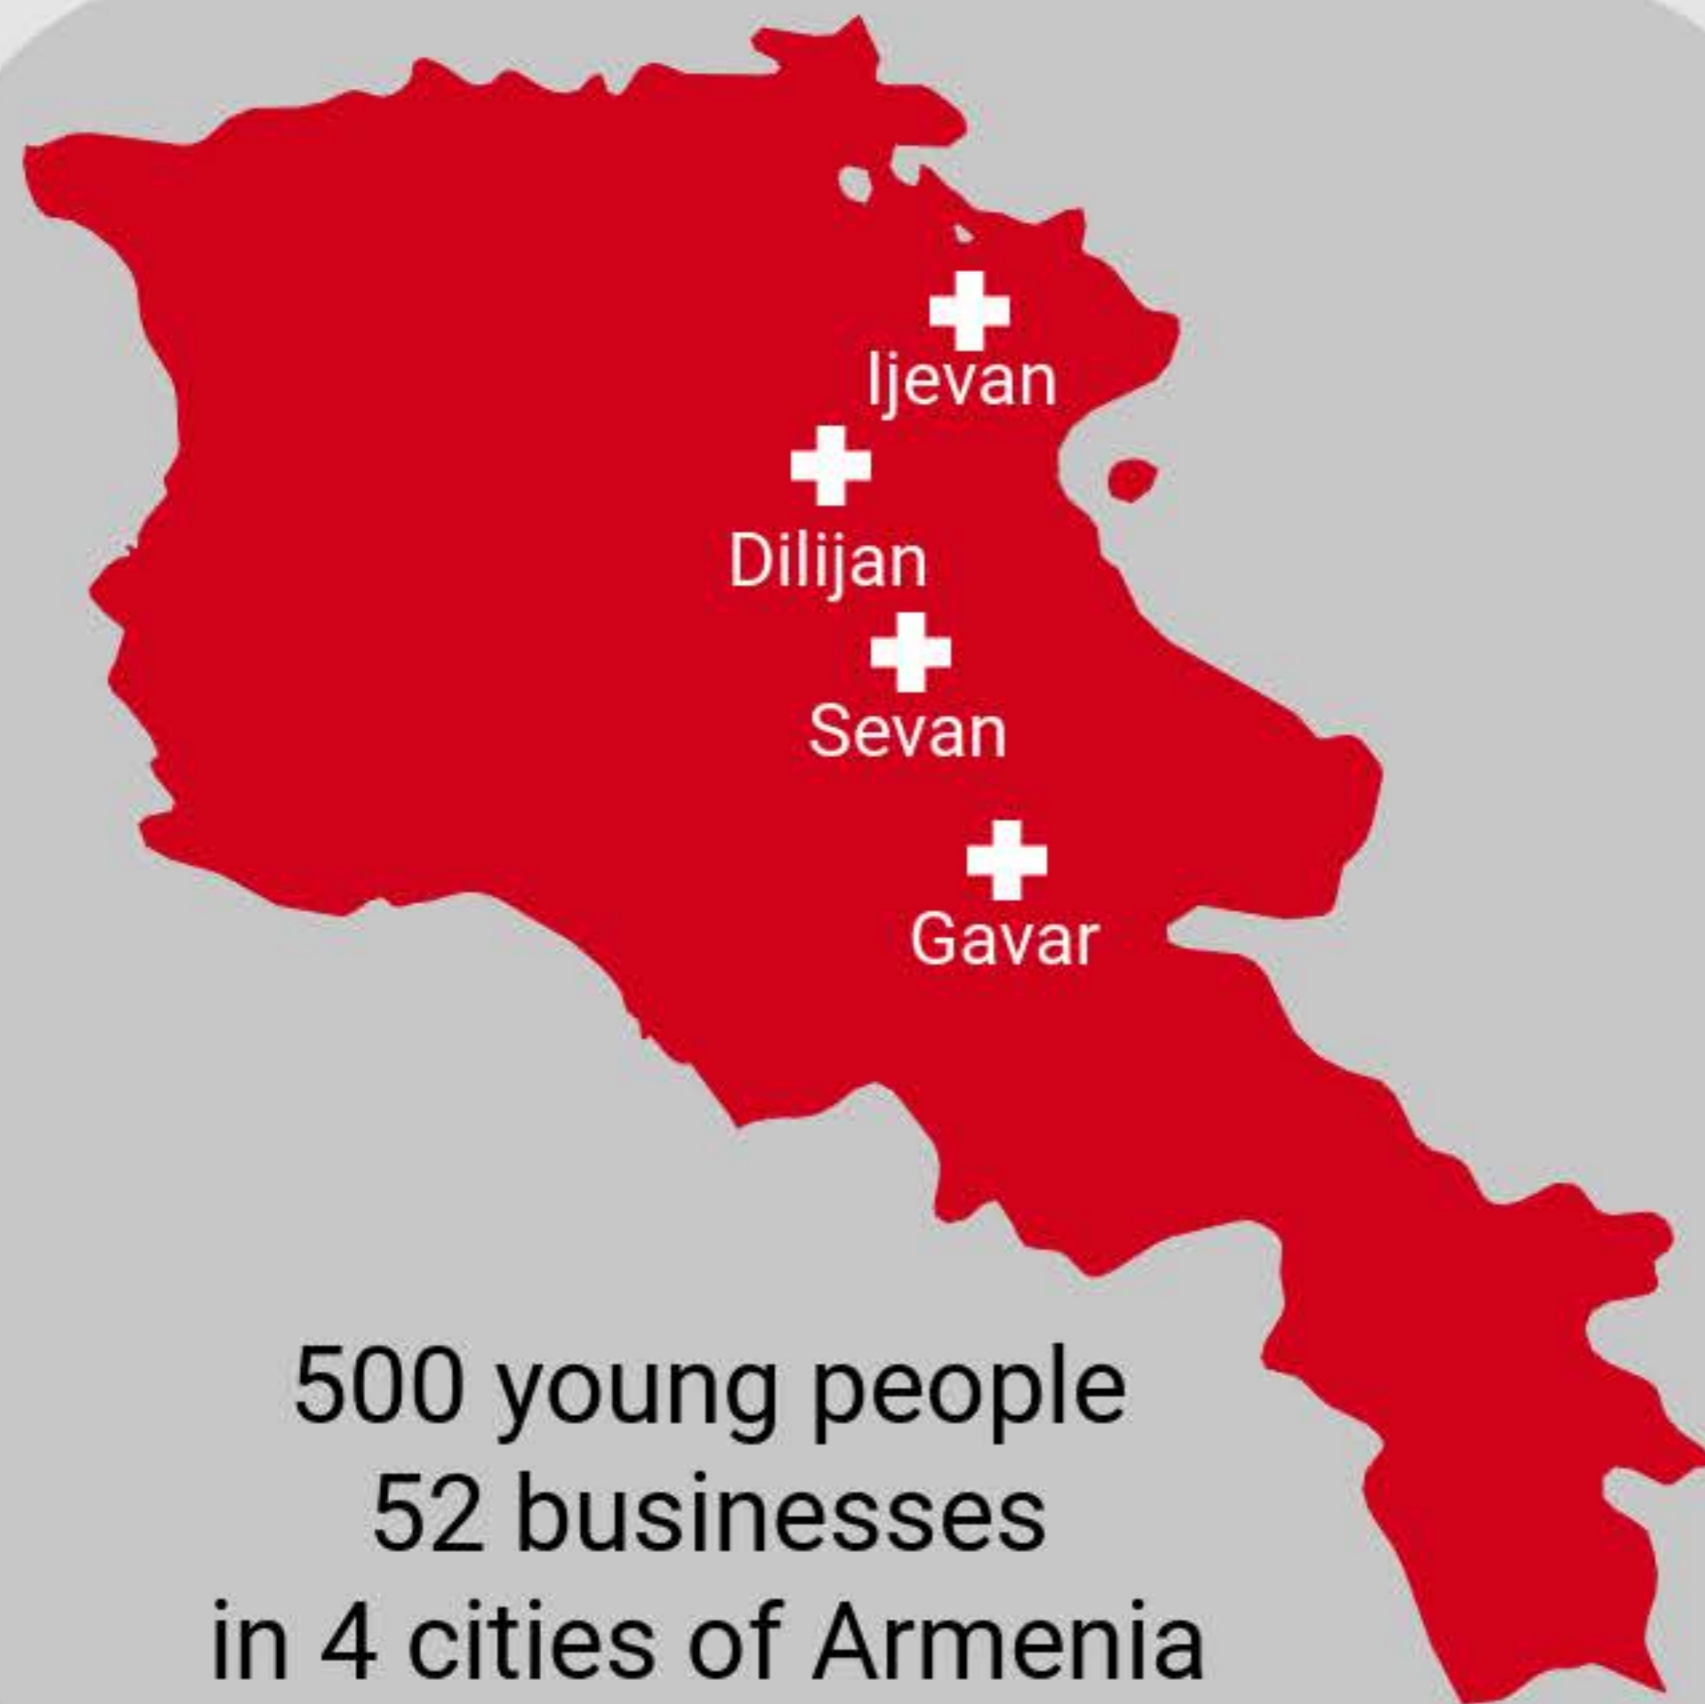 Ijevan
Dilijan
Sevan
Gavar
500 young people
52 businesses
in 4 cities of Armenia